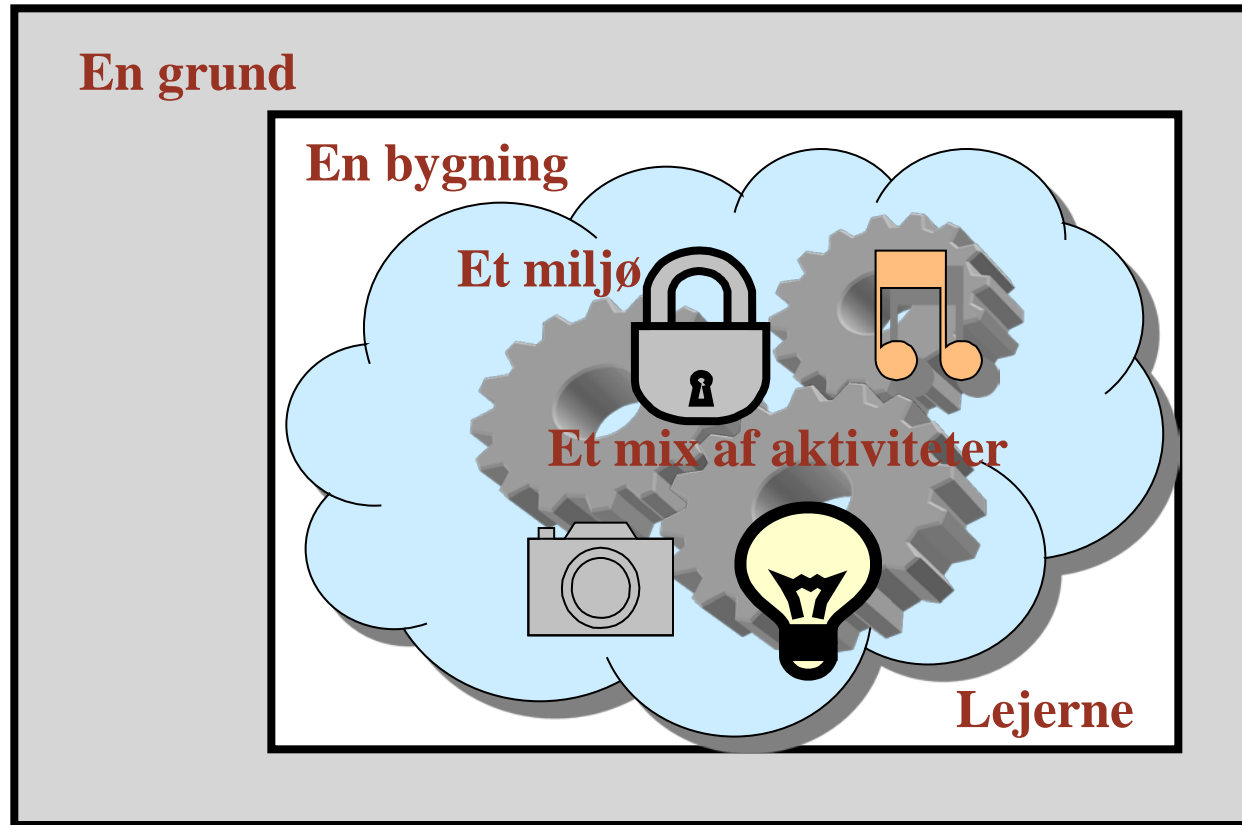 En grund
En bygning
Et miljø
Et mix af aktiviteter
Lejerne